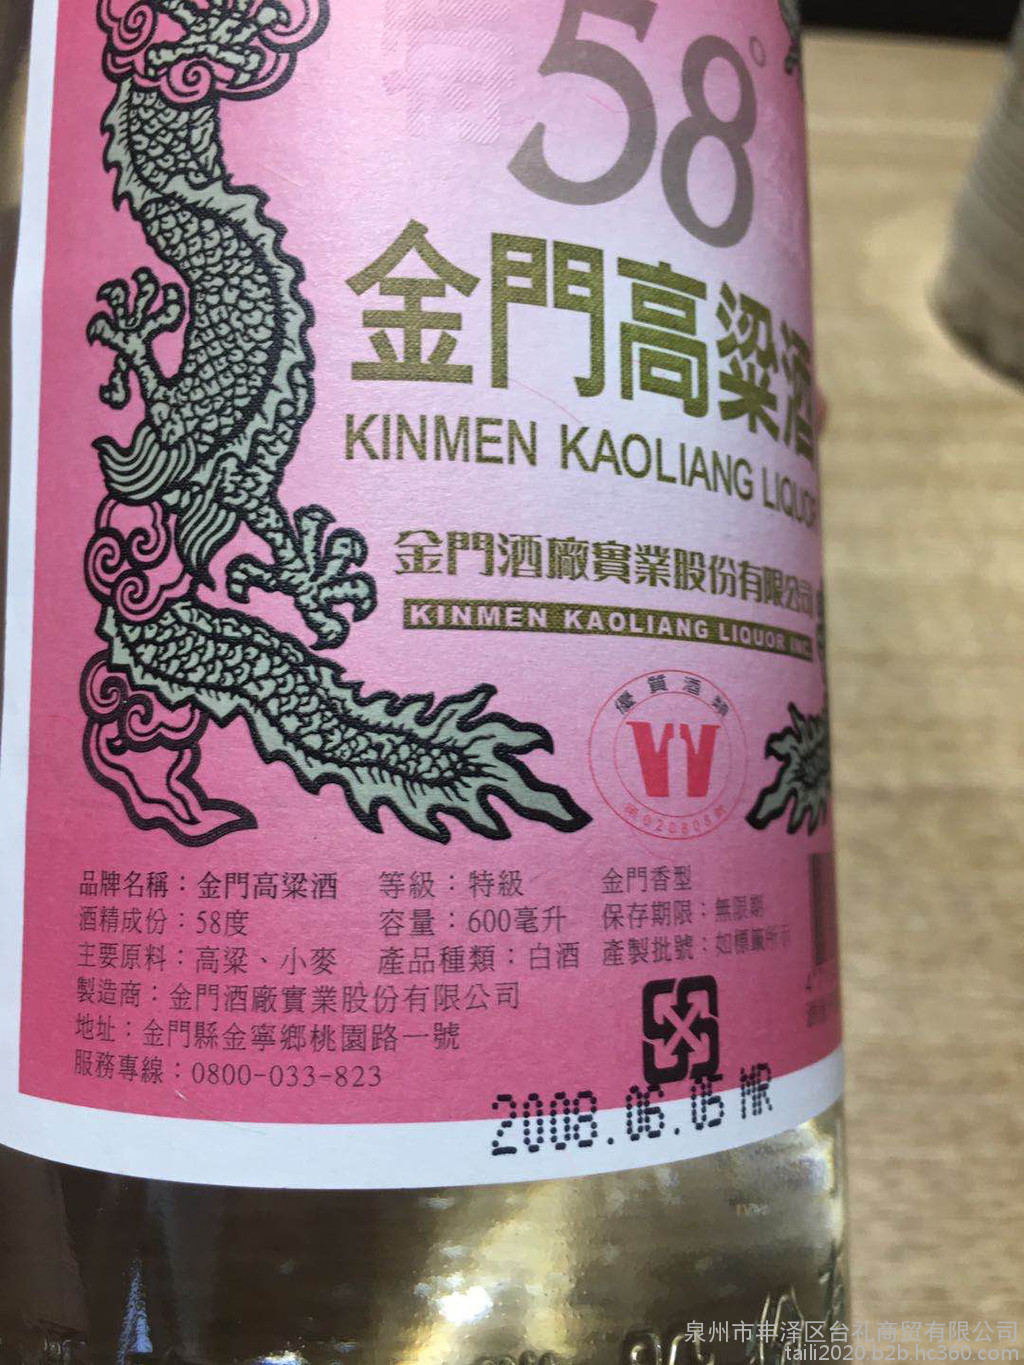 58°
金門高粱酒
KINMEN KAOLIANG LIQUOR
金門酒廠實業股份有限公司
KINMEN KAOLIANG LIQUOR INC.
優質酒類
品牌名稱：金門高粱酒
等級：特級
金門香型
酒精成份：58度
容量：600毫升
保存期限：無限期
主要原料：高粱、小麥
產品種類：白酒
產製批號：如標籤所示
製造商：金門酒廠實業股份有限公司
地址：金門縣金寧鄉桃園路一號
服務專線：0800-033-823
2008.06.05 MR
泉州市丰泽区台礼商贸有限公司
taili2020.b2b.hc360.com